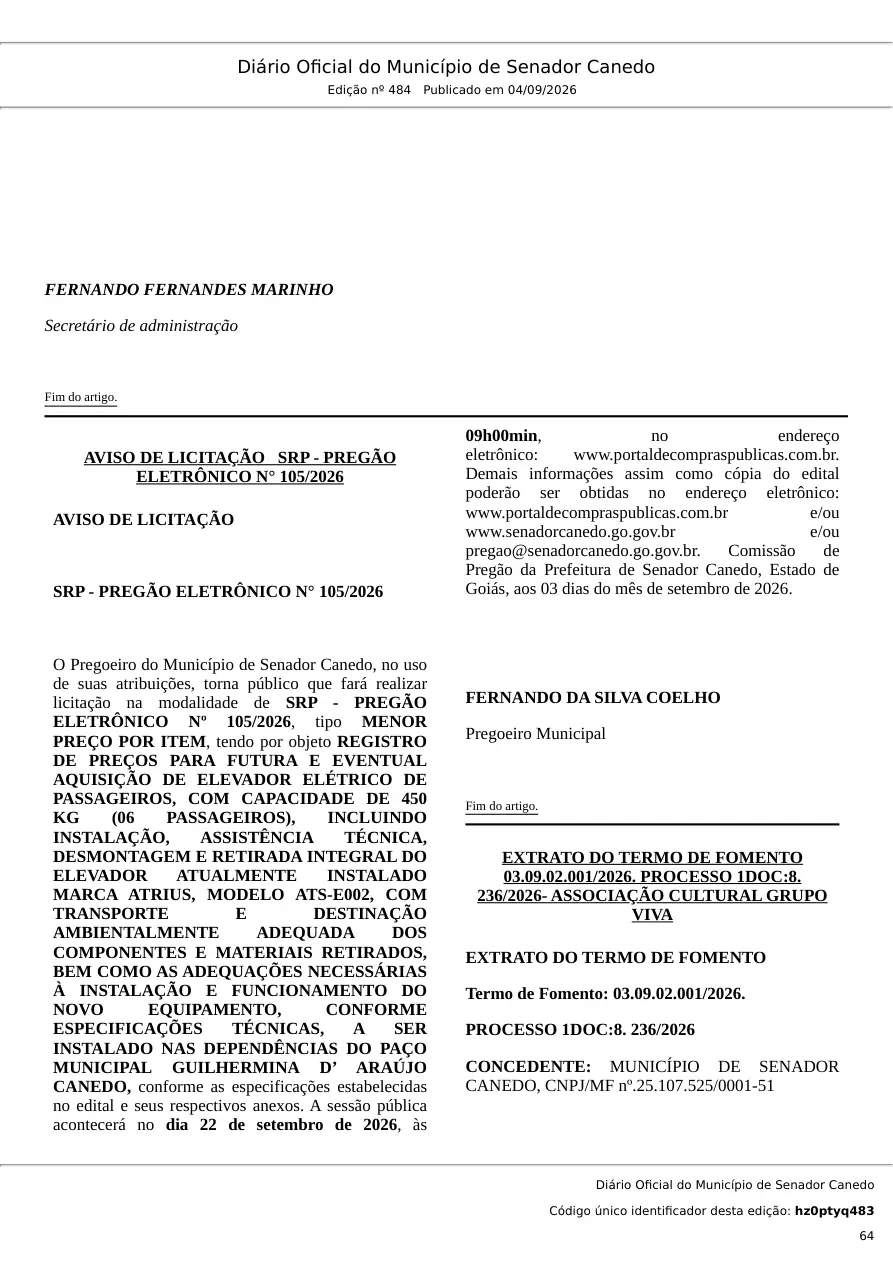 Diário Oficial do Município de Senador Canedo
Edição nº 484   Publicado em 04/09/2026
FERNANDO FERNANDES MARINHO
Secretário de administração
Fim do artigo.
AVISO DE LICITAÇÃO   SRP - PREGÃO
ELETRÔNICO N° 105/2026
AVISO DE LICITAÇÃO
SRP - PREGÃO ELETRÔNICO N° 105/2026
O Pregoeiro do Município de Senador Canedo, no uso
de suas atribuições, torna público que fará realizar
licitação na modalidade de SRP - PREGÃO
ELETRÔNICO Nº 105/2026, tipo MENOR
PREÇO POR ITEM, tendo por objeto REGISTRO
DE PREÇOS PARA FUTURA E EVENTUAL
AQUISIÇÃO DE ELEVADOR ELÉTRICO DE
PASSAGEIROS, COM CAPACIDADE DE 450
KG (06 PASSAGEIROS), INCLUINDO
INSTALAÇÃO, ASSISTÊNCIA TÉCNICA,
DESMONTAGEM E RETIRADA INTEGRAL DO
ELEVADOR ATUALMENTE INSTALADO
MARCA ATRIUS, MODELO ATS-E002, COM
TRANSPORTE E DESTINAÇÃO
AMBIENTALMENTE ADEQUADA DOS
COMPONENTES E MATERIAIS RETIRADOS,
BEM COMO AS ADEQUAÇÕES NECESSÁRIAS
À INSTALAÇÃO E FUNCIONAMENTO DO
NOVO EQUIPAMENTO, CONFORME
ESPECIFICAÇÕES TÉCNICAS, A SER
INSTALADO NAS DEPENDÊNCIAS DO PAÇO
MUNICIPAL GUILHERMINA D’ ARAÚJO
CANEDO, conforme as especificações estabelecidas
no edital e seus respectivos anexos. A sessão pública
acontecerá no dia 22 de setembro de 2026, às
09h00min, no endereço
eletrônico: www.portaldecompraspublicas.com.br.
Demais informações assim como cópia do edital
poderão ser obtidas no endereço eletrônico:
www.portaldecompraspublicas.com.br e/ou
www.senadorcanedo.go.gov.br e/ou
pregao@senadorcanedo.go.gov.br. Comissão de
Pregão da Prefeitura de Senador Canedo, Estado de
Goiás, aos 03 dias do mês de setembro de 2026.
FERNANDO DA SILVA COELHO
Pregoeiro Municipal
Fim do artigo.
EXTRATO DO TERMO DE FOMENTO
03.09.02.001/2026. PROCESSO 1DOC:8.
236/2026- ASSOCIAÇÃO CULTURAL GRUPO
VIVA
EXTRATO DO TERMO DE FOMENTO
Termo de Fomento: 03.09.02.001/2026.
PROCESSO 1DOC:8. 236/2026
CONCEDENTE: MUNICÍPIO DE SENADOR
CANEDO, CNPJ/MF nº.25.107.525/0001-51
Diário Oficial do Município de Senador Canedo
Código único identificador desta edição: hz0ptyq483
64